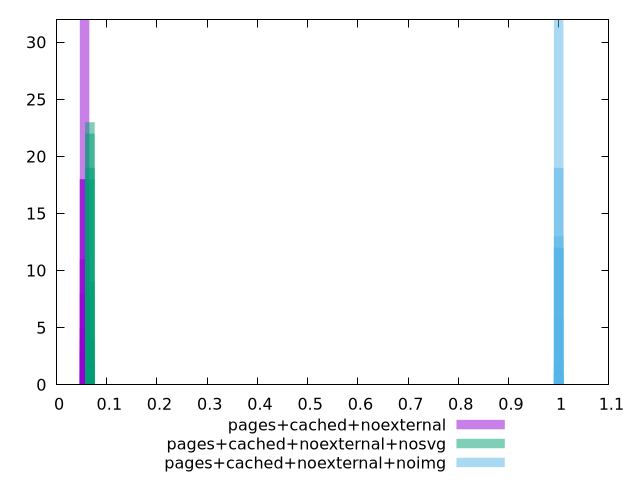 30
25
20
15
10
5
0
0 0.1 0.2 0.3 0.4 0.5 0.6 0.7 0.8 0.9 1 1.1
pages+cached+noexternal
pages+cached+noexternal+nosvg
pages+cached+noexternal+noimg